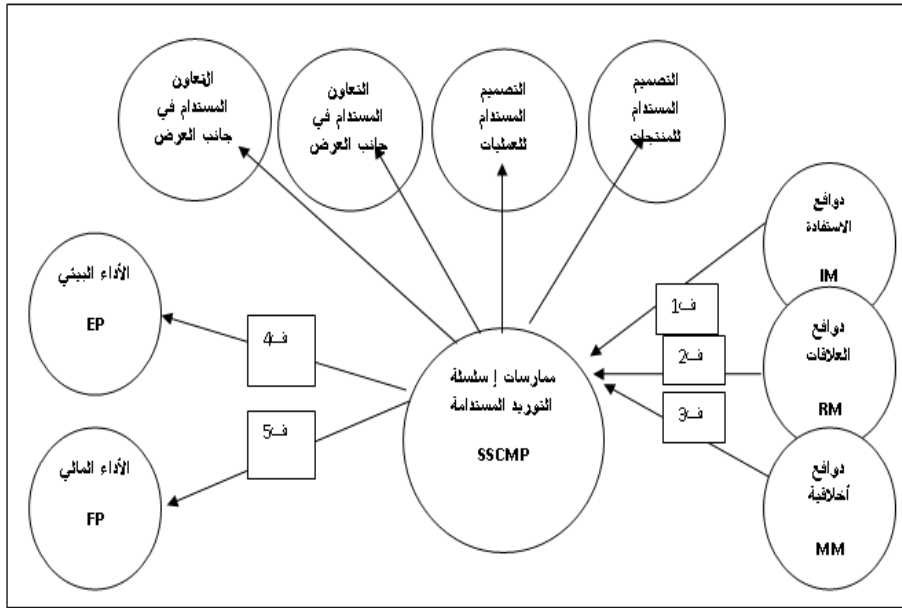 التصميم
المستدام
للمنتجات
التصميم
المستدام
للعمليات
التعاون
المستدام في
جانب العرض
التعاون
المستدام في
جانب العرض
دوافع
الاستفادة
IM
دوافع
العلاقات
RM
دوافع
أخلاقية
MM
ف1
ف2
ف3
ممارسات إ سلسلة
التوريد المستدامة
SSCMP
ف4
ف5
الأداء البيئي
EP
الأداء المالي
FP